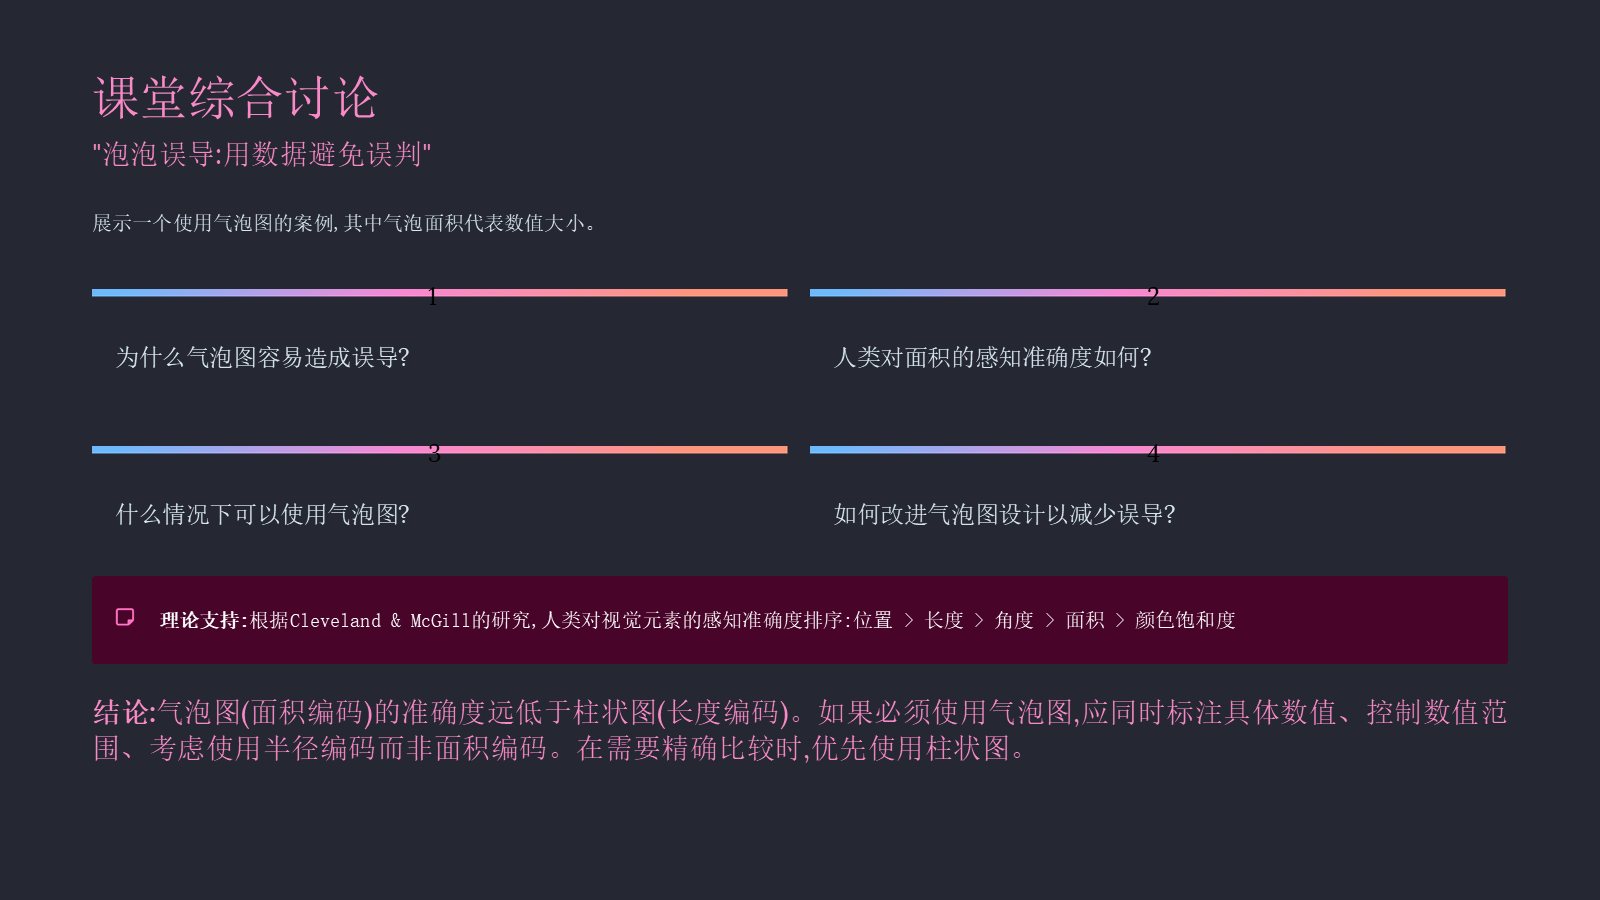 课堂综合讨论
"泡泡误导:用数据避免误判"
展示一个使用气泡图的案例,其中气泡面积代表数值大小。
1
为什么气泡图容易造成误导?
2
人类对面积的感知准确度如何?
3
什么情况下可以使用气泡图?
4
如何改进气泡图设计以减少误导?
理论支持:根据Cleveland & McGill的研究,人类对视觉元素的感知准确度排序:位置 > 长度 > 角度 > 面积 > 颜色饱和度
结论:气泡图(面积编码)的准确度远低于柱状图(长度编码)。如果必须使用气泡图,应同时标注具体数值、控制数值范
围、考虑使用半径编码而非面积编码。在需要精确比较时,优先使用柱状图。